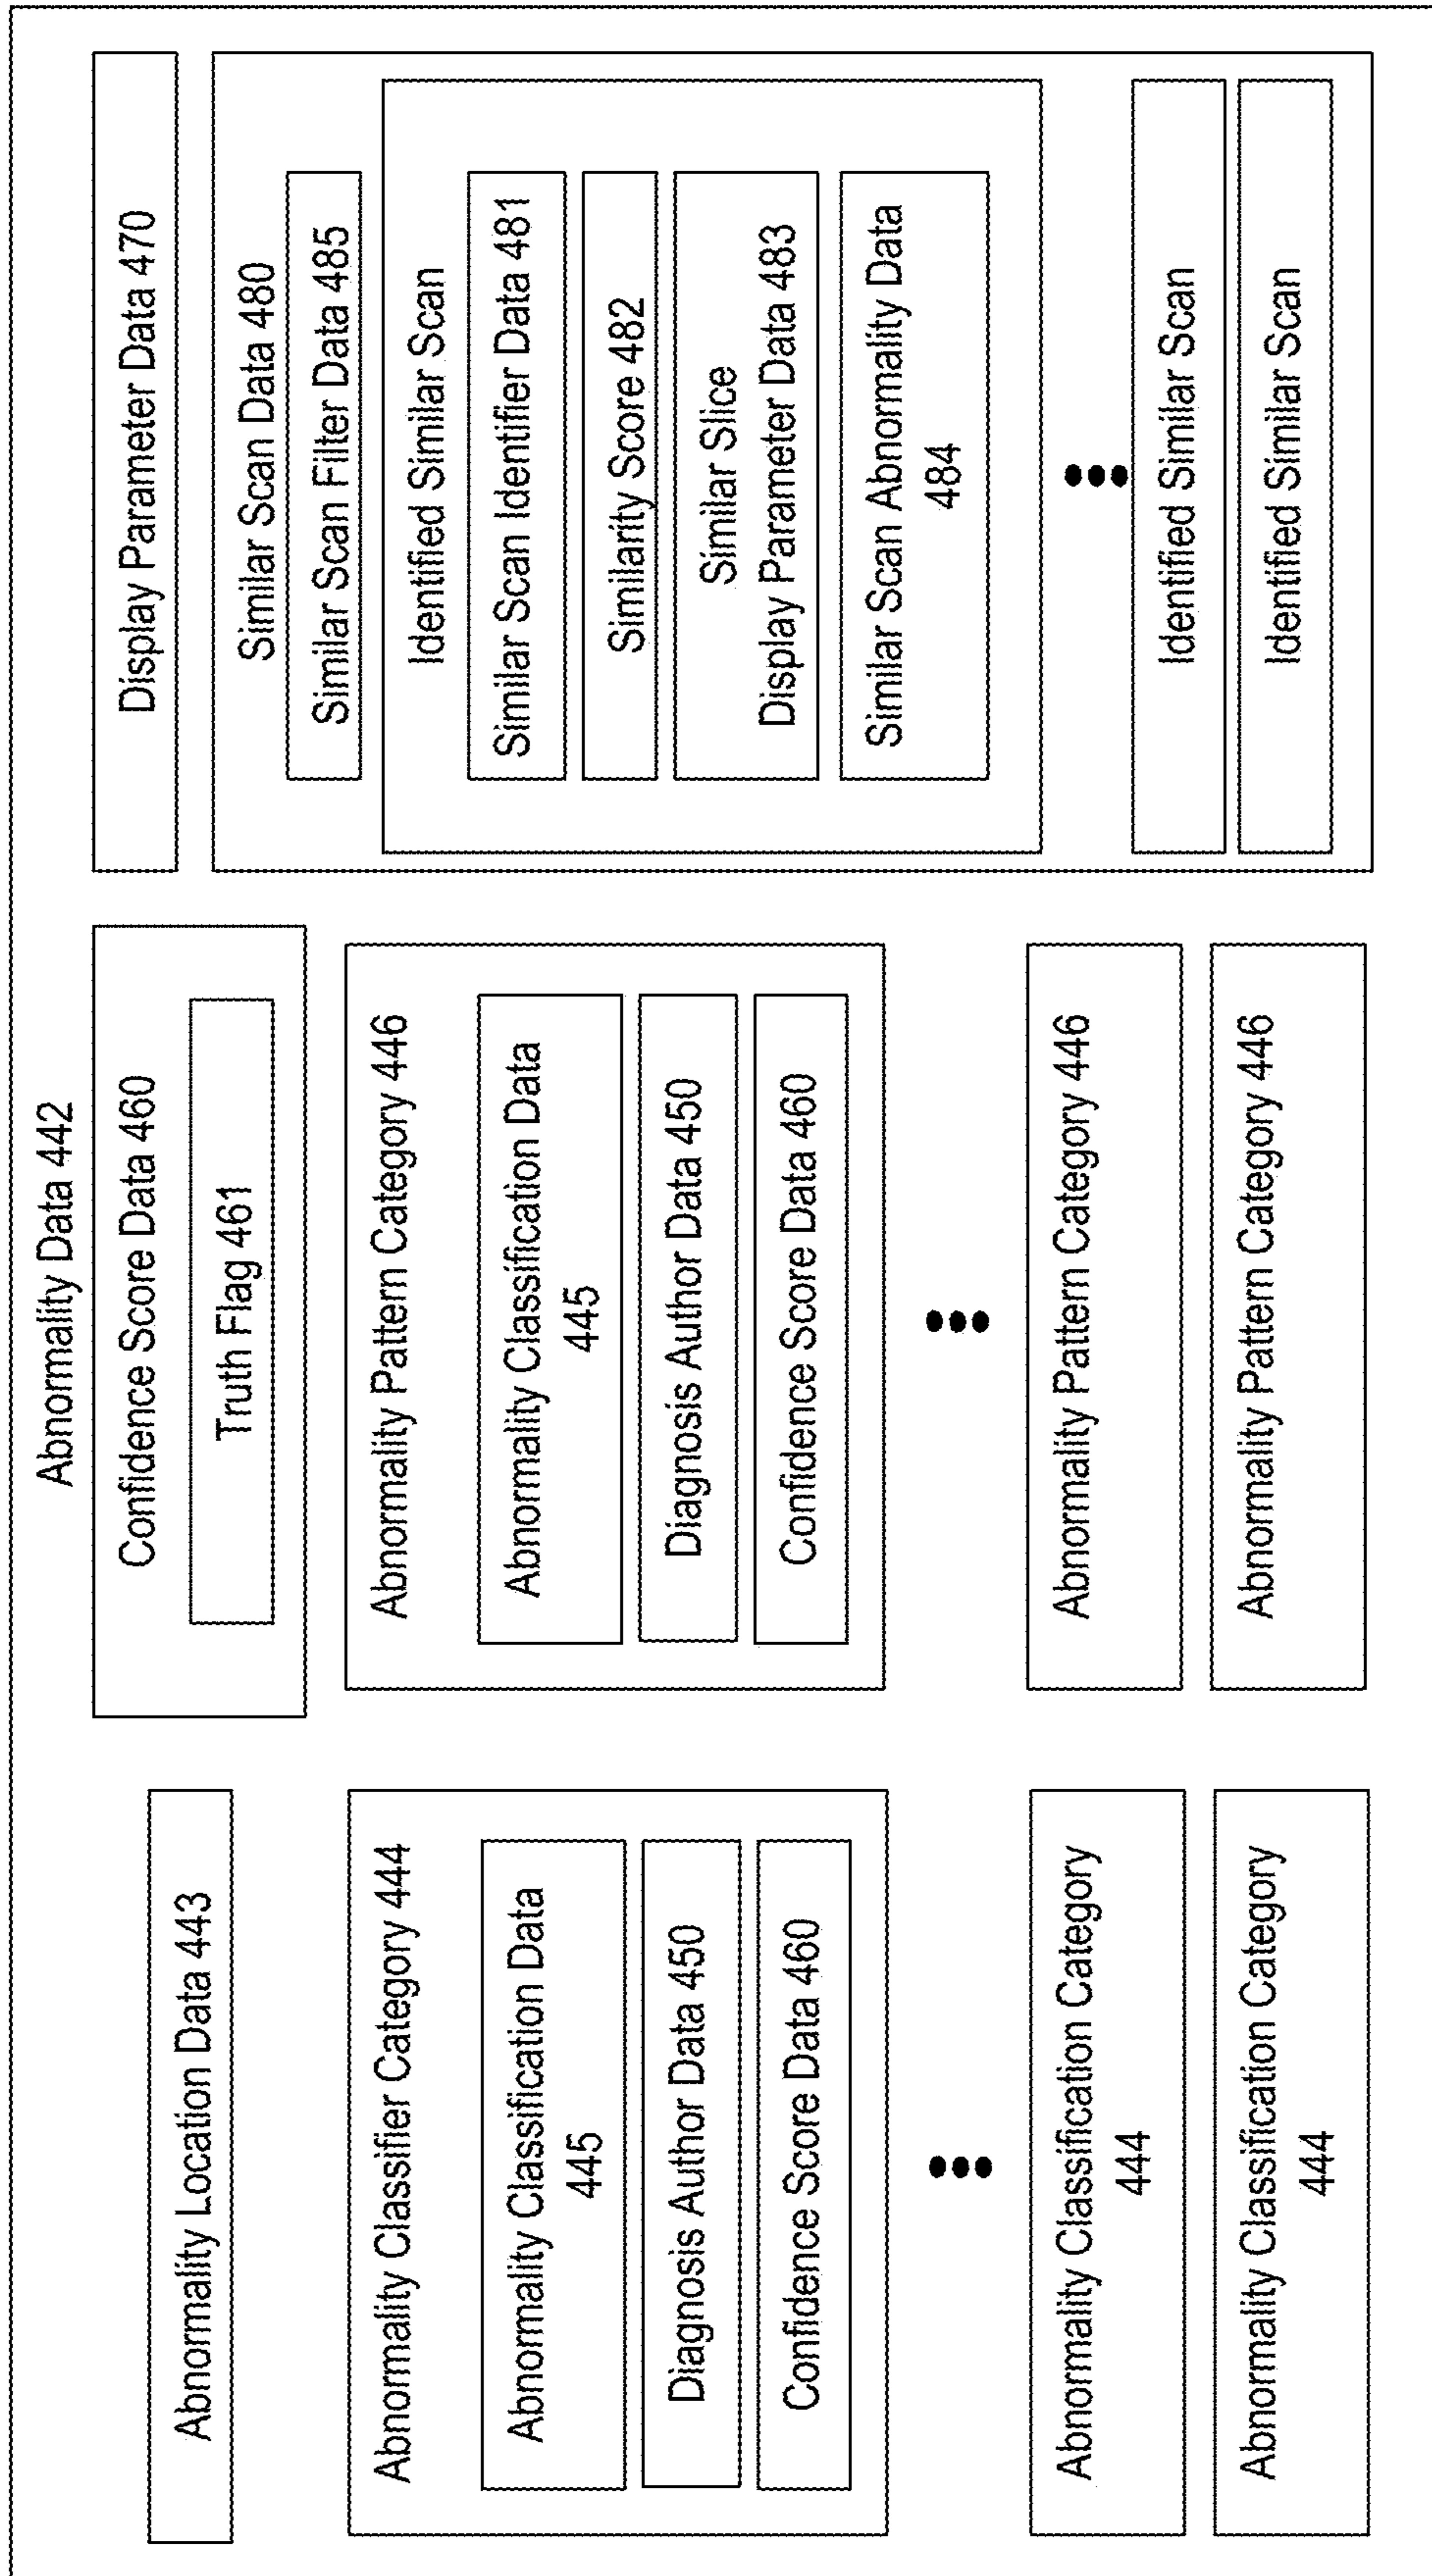 Abnormality Data 442
Abnormality Location Data 443
Abnormality Classifier Category 444
Abnormality Classification Data
445
Diagnosis Author Data 450
Confidence Score Data 460
Abnormality Classification Category
444
Abnormality Classification Category
444
Confidence Score Data 460
Truth Flag 461
Abnormality Pattern Category 446
Abnormality Classification Data
445
Diagnosis Author Data 450
Confidence Score Data 460
Abnormality Pattern Category 446
Abnormality Pattern Category 446
Display Parameter Data 470
Similar Scan Data 480
Similar Scan Filter Data 485
Identified Similar Scan
Similar Scan Identifier Data 481
Similarity Score 482
Similar Slice
Display Parameter Data 483
Similar Scan Abnormality Data
484
Identified Similar Scan
Identified Similar Scan